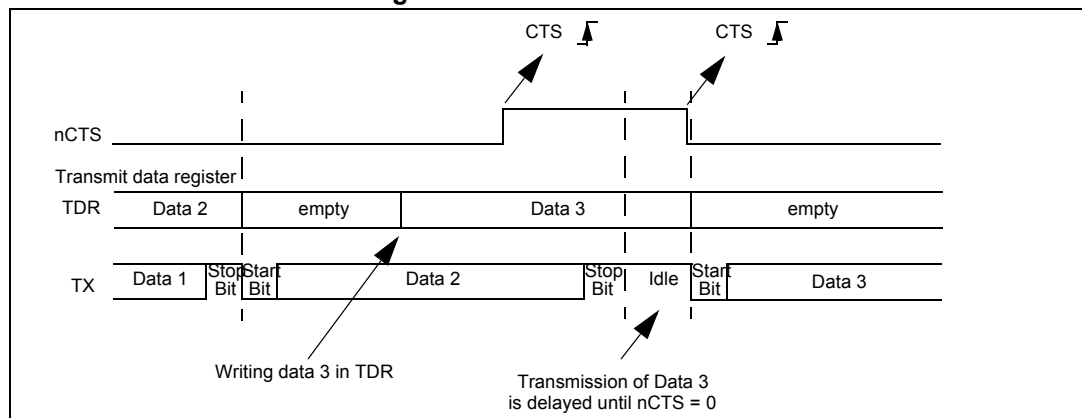 CTS CTS
nCTS
Transmit data register
TDR Data 2 empty Data 3 empty
TX Data 1 Stop Bit Start Bit Data 2 Stop Bit Idle Start Bit Data 3
Writing data 3 in TDR
Transmission of Data 3
is delayed until nCTS = 0